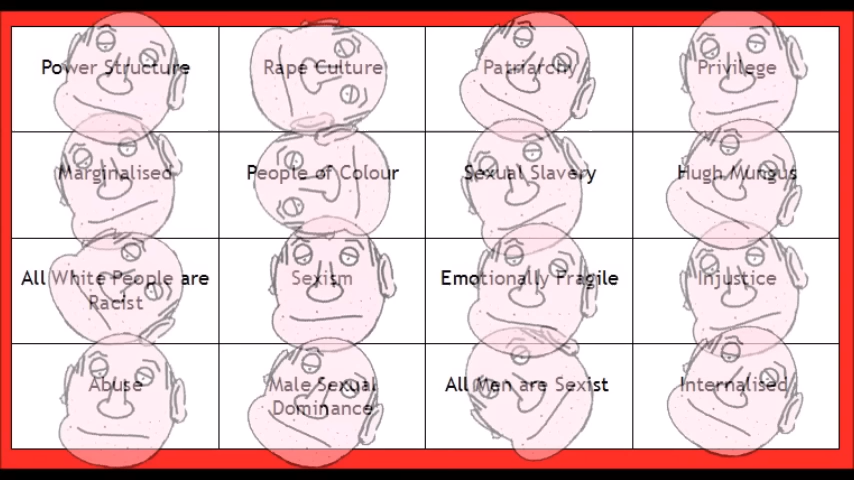 Power Structure
Rape Culture
Patriarchy
Privilege
Marginalised
People of Colour
Sexual Slavery
Hugh Mungus
All White People are
Racist
Sexism
Emotionally Fragile
Injustice
Abuse
Male Sexual
Dominance
All Men are Sexist
Internalised